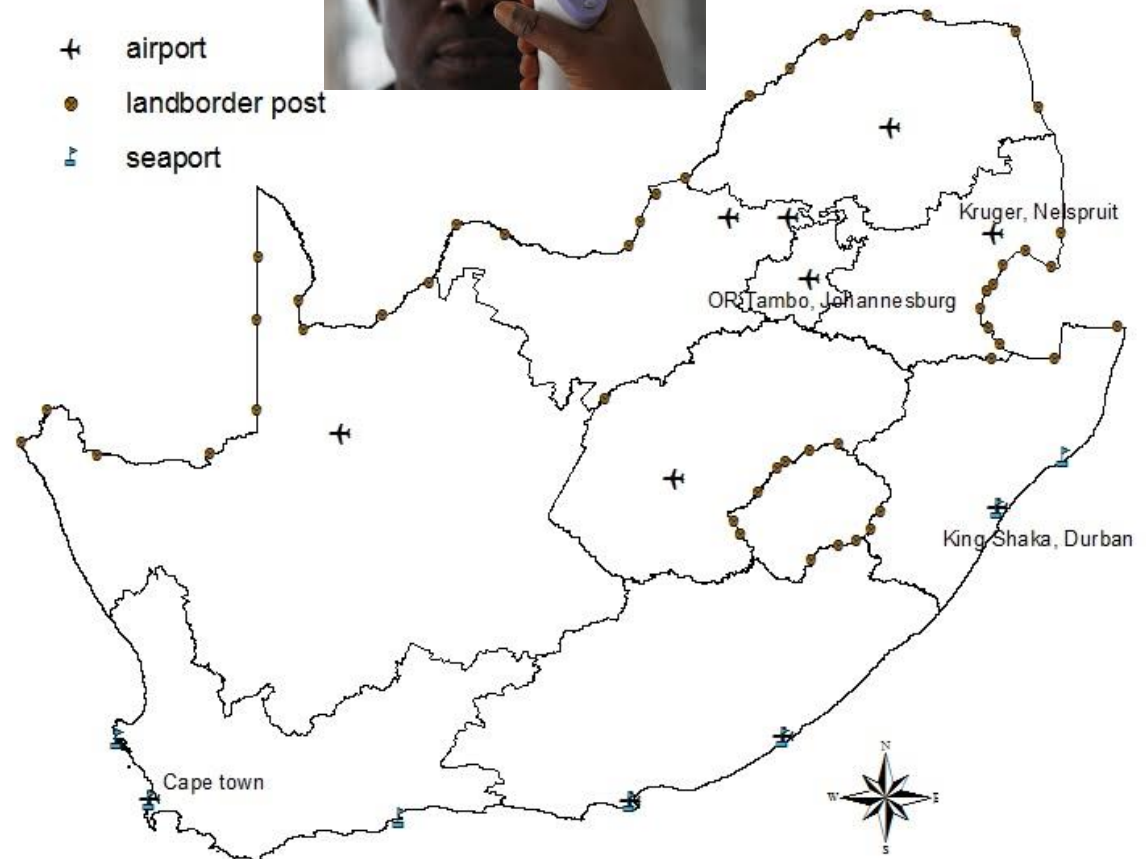 airport
landborder post
seaport
Kruger, Nelspruit
OR Tambo, Johannesburg
King Shaka, Durban
Cape town
N
W
E
S